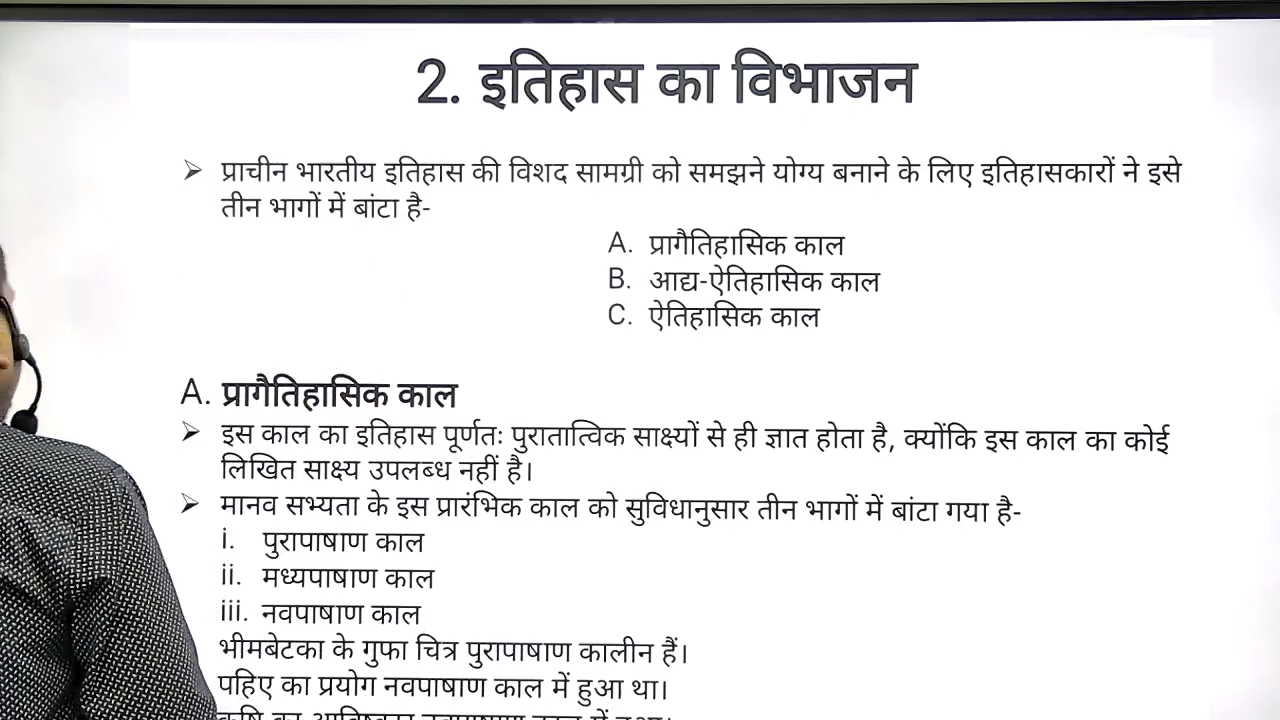 2. इतिहास का विभाजन
➢ प्राचीन भारतीय इतिहास की विशद सामग्री को समझने योग्य बनाने के लिए इतिहासकारों ने इसे
तीन भागों में बांटा है-
A. प्रागैतिहासिक काल
B. आद्य-ऐतिहासिक काल
C. ऐतिहासिक काल
A. प्रागैतिहासिक काल
➢ इस काल का इतिहास पूर्णतः पुरातात्विक साक्ष्यों से ही ज्ञात होता है, क्योंकि इस काल का कोई
लिखित साक्ष्य उपलब्ध नहीं है।
➢ मानव सभ्यता के इस प्रारंभिक काल को सुविधानुसार तीन भागों में बांटा गया है-
i. पुरापाषाण काल
ii. मध्यपाषाण काल
iii. नवपाषाण काल
भीमबेटका के गुफा चित्र पुरापाषाण कालीन हैं।
पहिए का प्रयोग नवपाषाण काल में हुआ था।